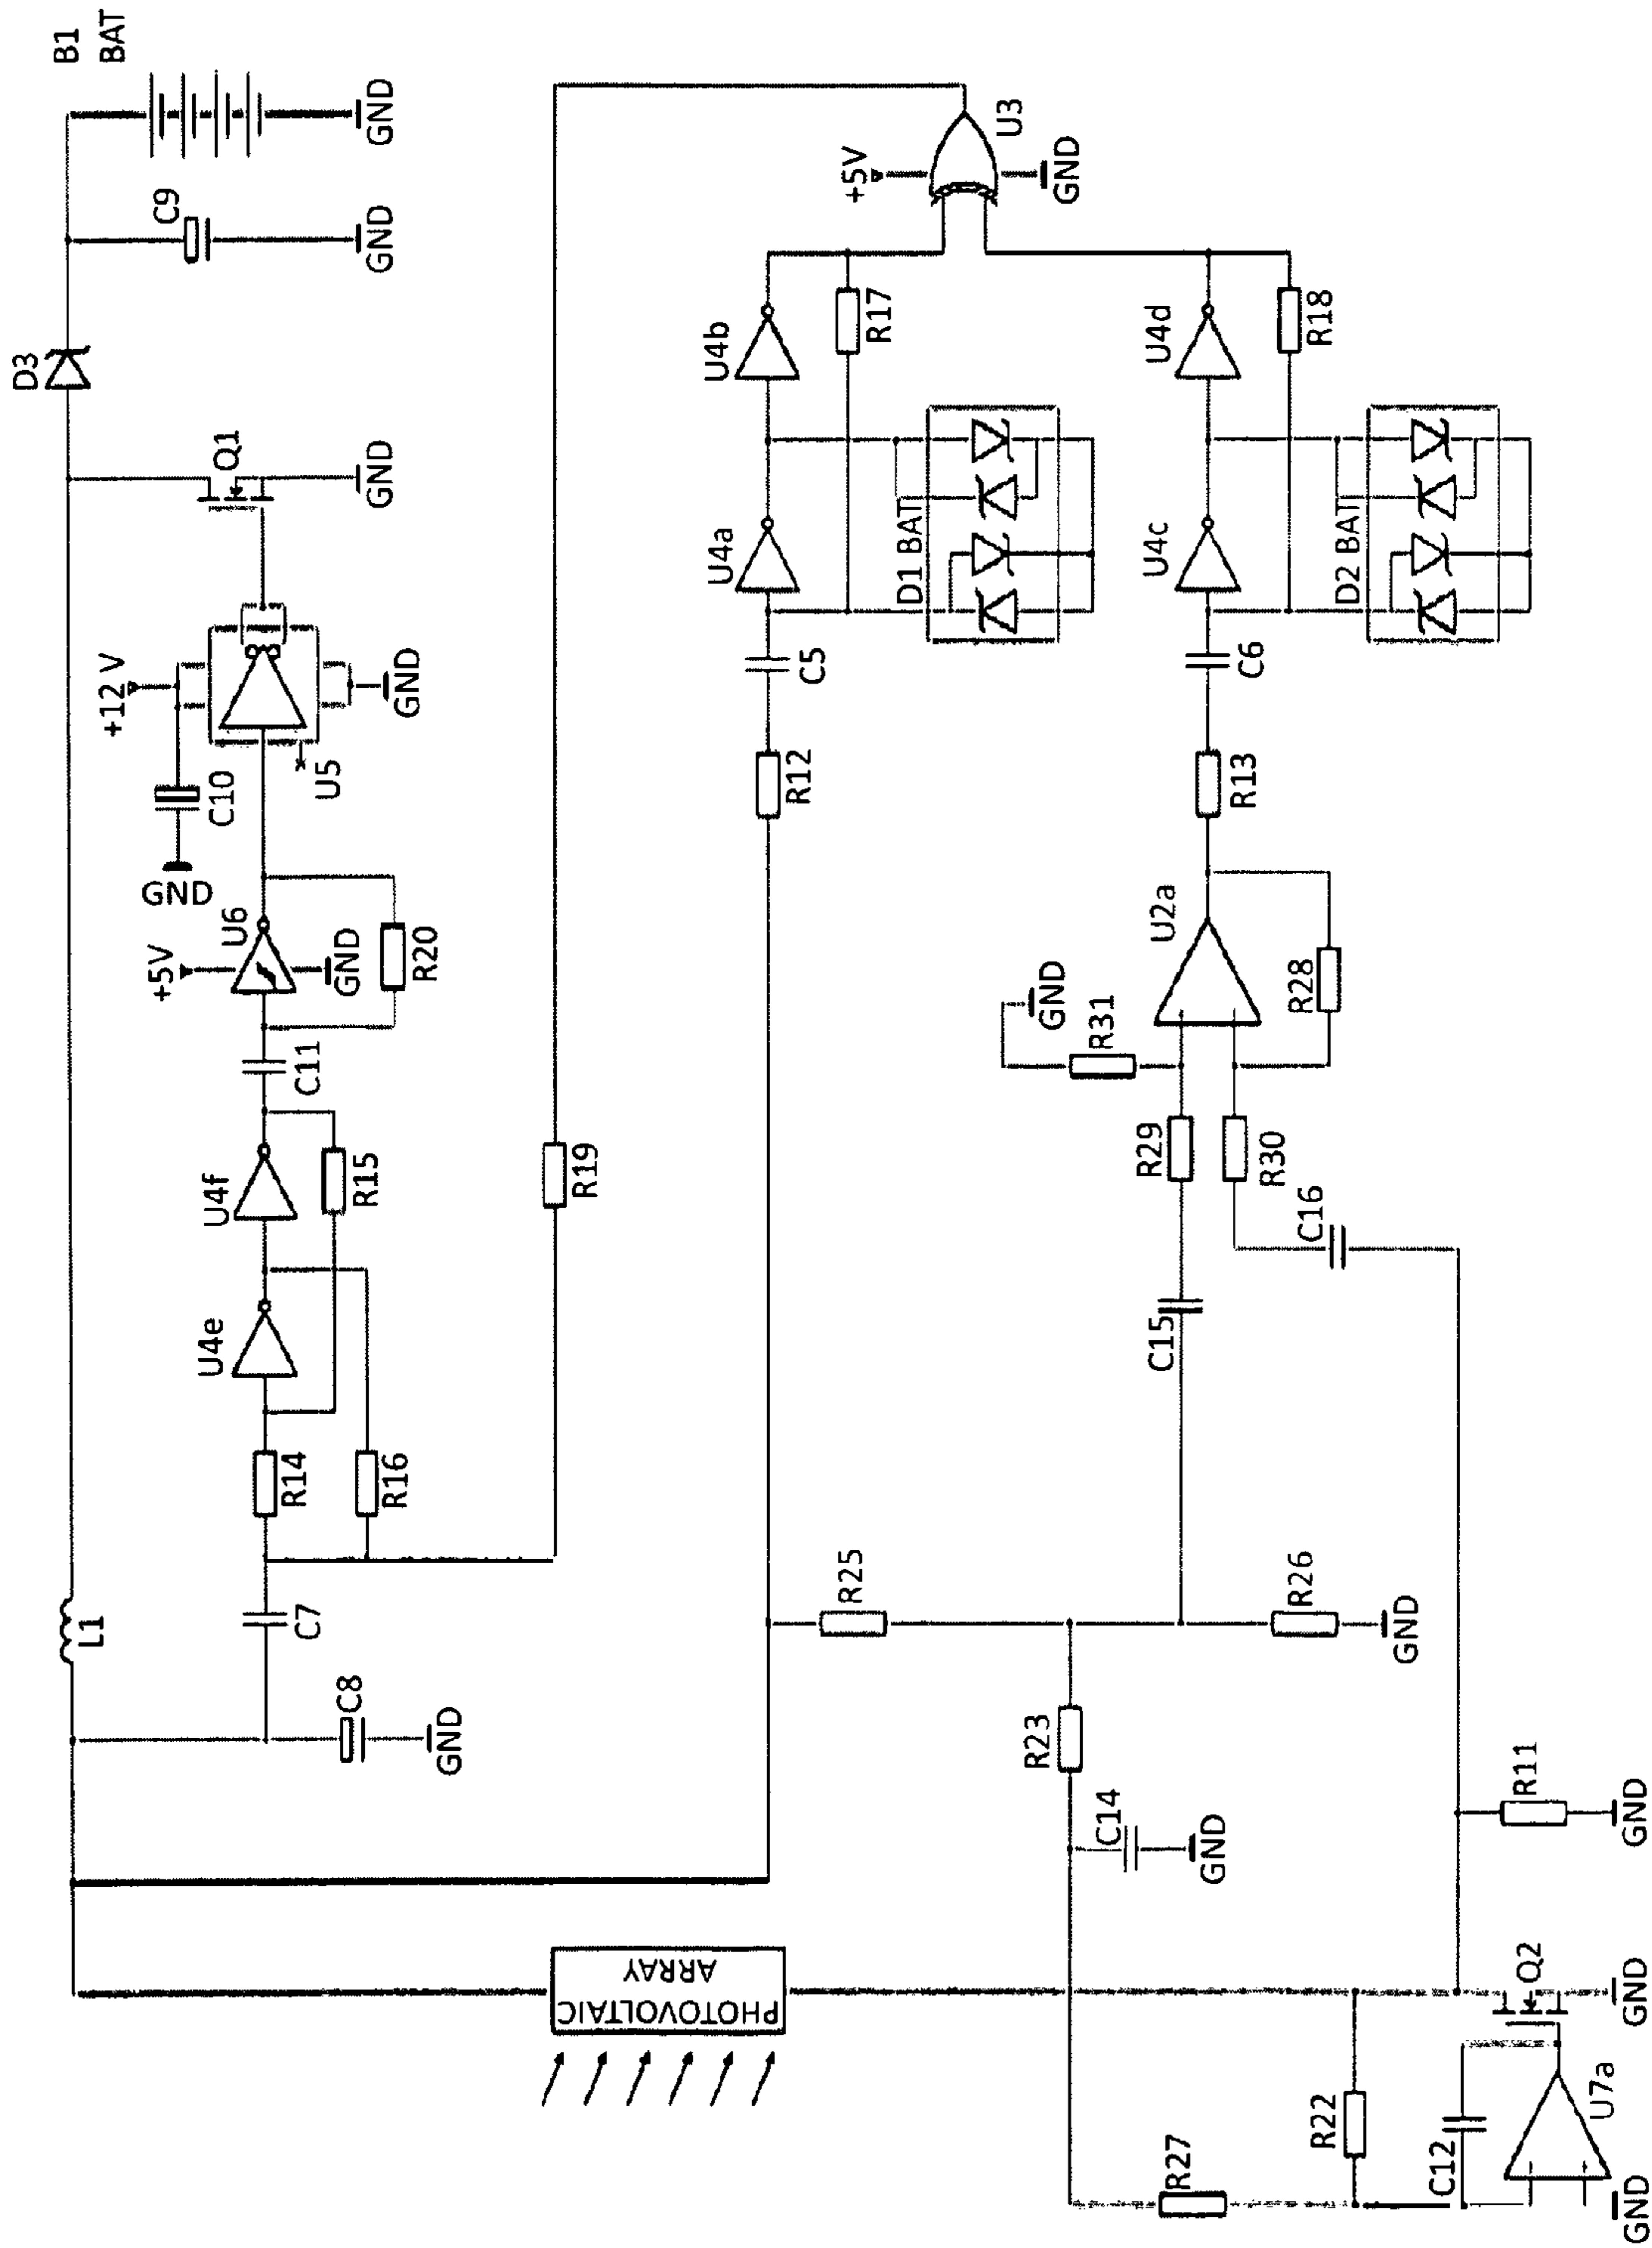 B1
BAT
GND
C9
GND
D3
Q1
GND
+12 V
GND
U5
C10
GND
U6
+5V
GND
R20
C11
U4f
R15
U4e
R14
R16
L1
C7
C8
GND
U3
+5V
GND
R19
U4b
R17
U4a
D1 BAT
C5
R12
U4d
R18
U4c
D2 BAT
C6
R13
U2a
R28
GND
R31
R29
R30
C16
C15
R25
R26
GND
R23
C14
GND
R11
GND
PHOTOVOLTAIC
ARRAY
Q2
GND
R22
R27
C12
U7a
GND